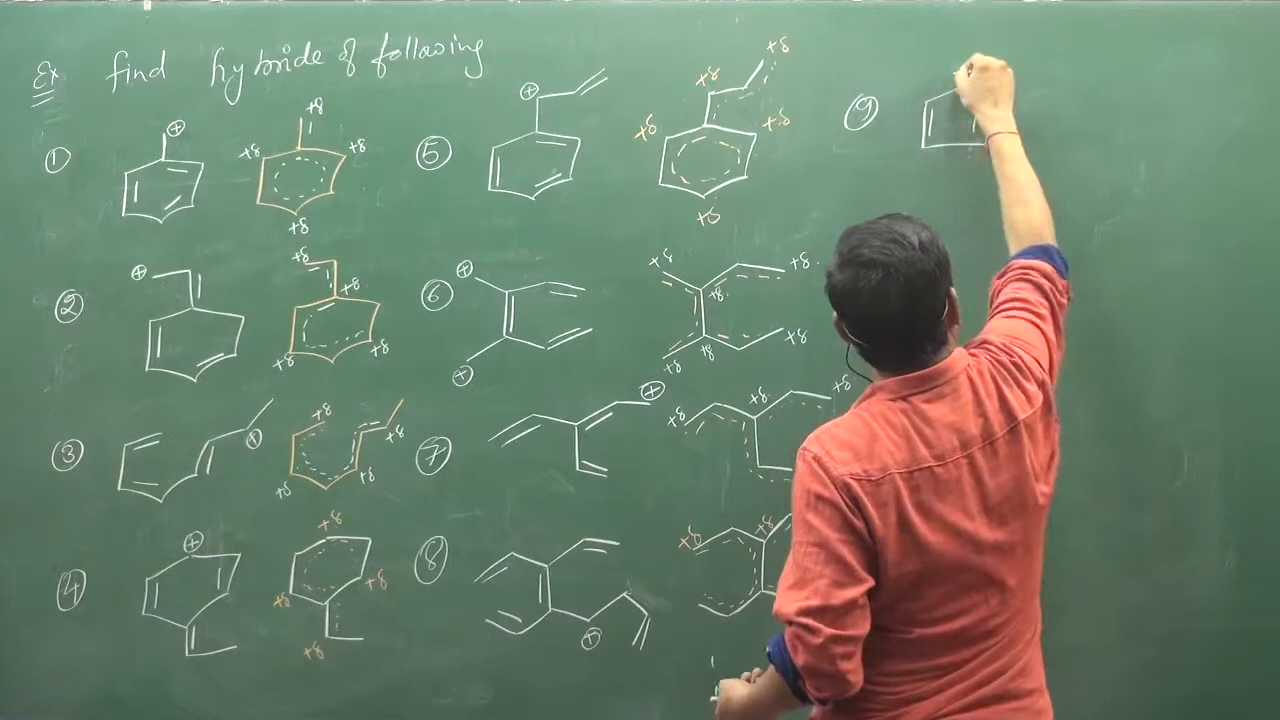 Ex find hybride of following
① ⊕ +δ +δ +δ +δ
② ⊕ +δ +δ +δ +δ
③ ⊕ +δ +δ +δ +δ
④ ⊕ +δ +δ +δ +δ
⑤ ⊕ +δ +δ +δ +δ +δ
⑥ ⊕ ⊕ +δ +δ. +δ. +δ +δ +δ
⑦ ⊕ +δ +δ +δ
⑧ ⊕ +δ +δ
⑨